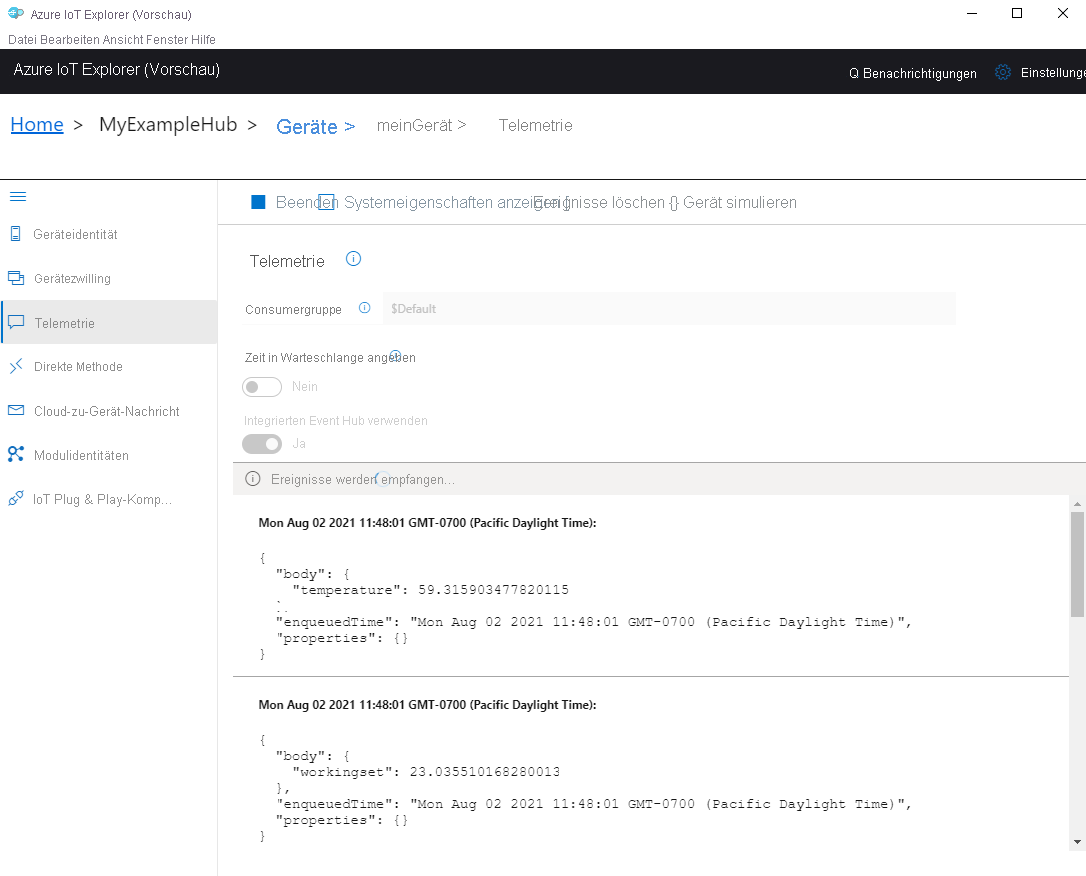 Azure IoT Explorer (Vorschau)
Datei Bearbeiten Ansicht Fenster Hilfe
Azure IoT Explorer (Vorschau)
Q Benachrichtigungen
Einstellunge
Home > MyExampleHub > Geräte > meinGerät > Telemetrie
Beenden Systemeigenschaften anzeigen [ Ereignisse löschen {} Gerät simulieren
Geräteidentität
Gerätezwilling
Telemetrie
Direkte Methode
Cloud-zu-Gerät-Nachricht
Modulidentitäten
IoT Plug & Play-Komp...
Telemetrie
Consumergruppe
$Default
Zeit in Warteschlange angeben
Nein
Integrierten Event Hub verwenden
Ja
Ereignisse werden empfangen...
Mon Aug 02 2021 11:48:01 GMT-0700 (Pacific Daylight Time):
{
"body": {
"temperature": 59.315903477820115
"enqueuedTime": "Mon Aug 02 2021 11:48:01 GMT-0700 (Pacific Daylight Time)",
"properties": {}
}
Mon Aug 02 2021 11:48:01 GMT-0700 (Pacific Daylight Time):
{
"body": {
"workingset": 23.035510168280013
},
"enqueuedTime": "Mon Aug 02 2021 11:48:01 GMT-0700 (Pacific Daylight Time)",
"properties": {}
}